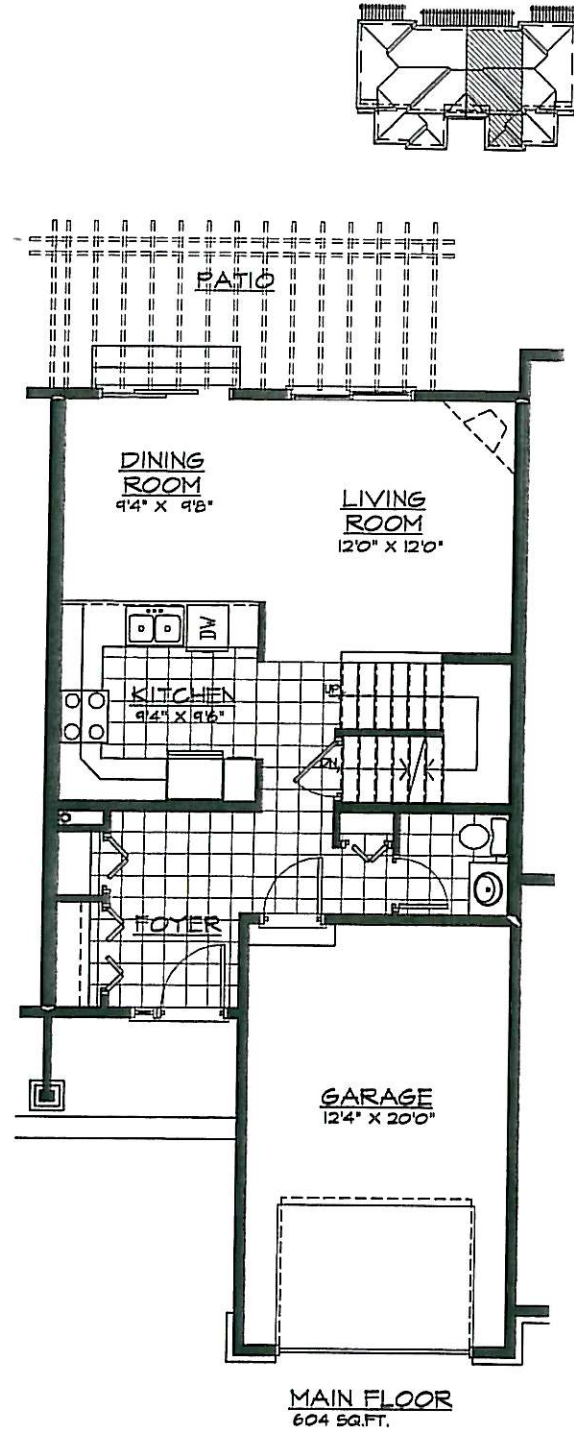 PATIO
DINING
ROOM
9'4" X 9'8"
LIVING
ROOM
12'0" X 12'0"
DW
KITCHEN
9'4" X 9'6"
UP
DN
FOYER
GARAGE
12'4" X 20'0"
MAIN FLOOR
604 SQ.FT.